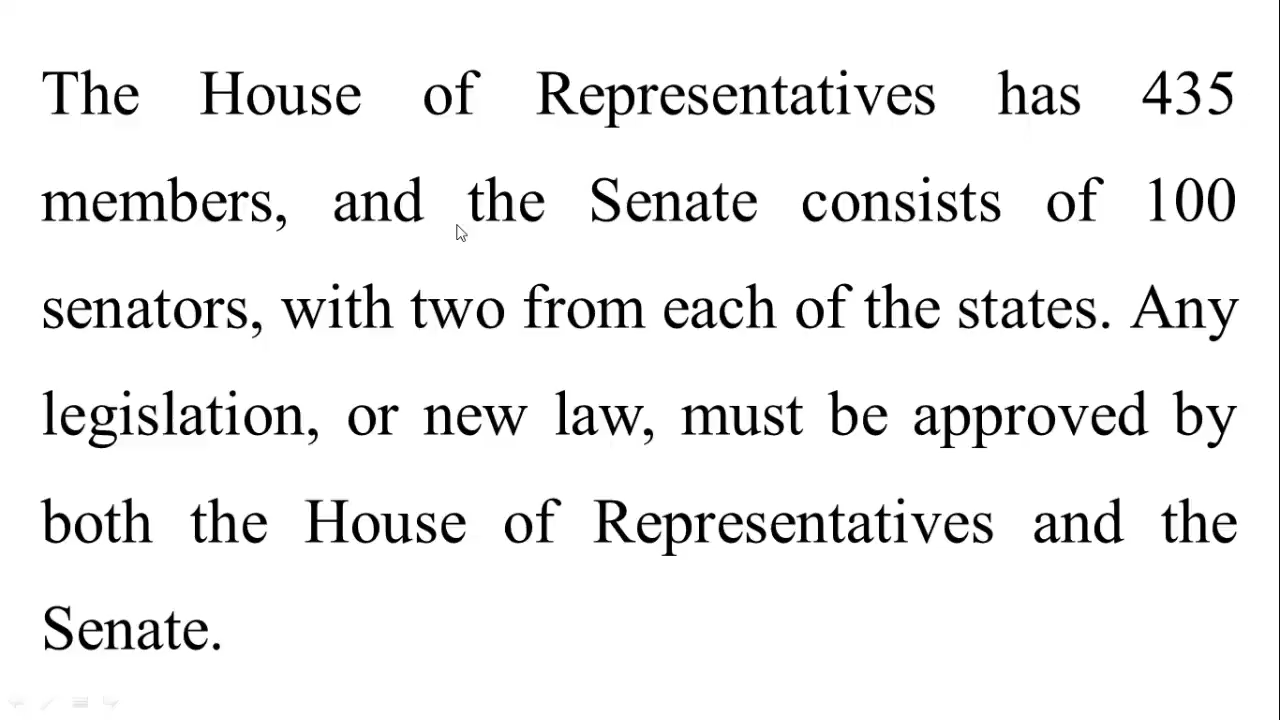 The House of Representatives has 435
members, and the Senate consists of 100
senators, with two from each of the states. Any
legislation, or new law, must be approved by
both the House of Representatives and the
Senate.